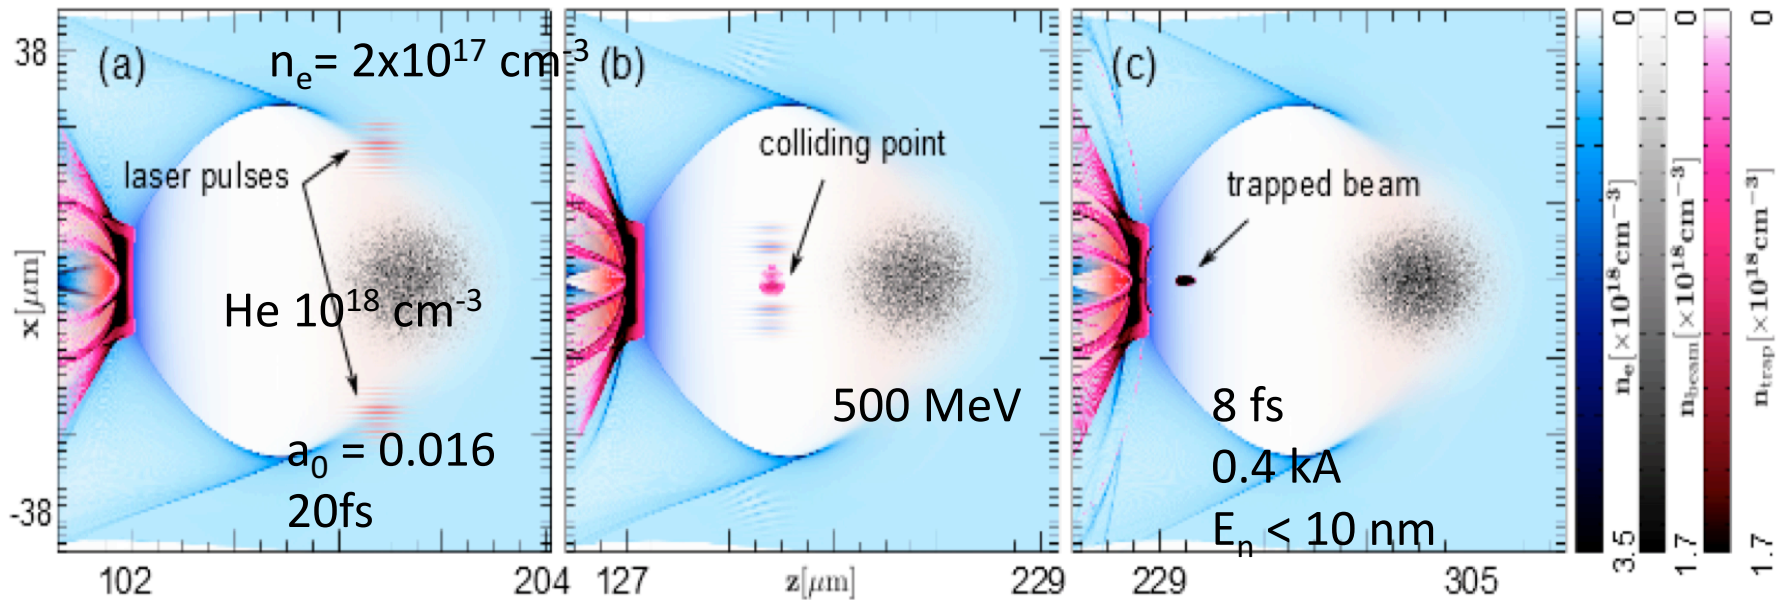 (a)
nₑ= 2x10¹⁷ cm⁻³
38
laser pulses
He 10¹⁸ cm⁻³
x[μm]
a₀ = 0.016
20fs
-38
102
204
(b)
colliding point
500 MeV
127
z[μm]
229
(c)
trapped beam
8 fs
0.4 kA
Eₙ < 10 nm
229
305
0
nₑ[×10¹⁸cm⁻³]
3.5
0
n_beam[×10¹⁸cm⁻³]
1.7
0
n_trap[×10¹⁸cm⁻³]
1.7